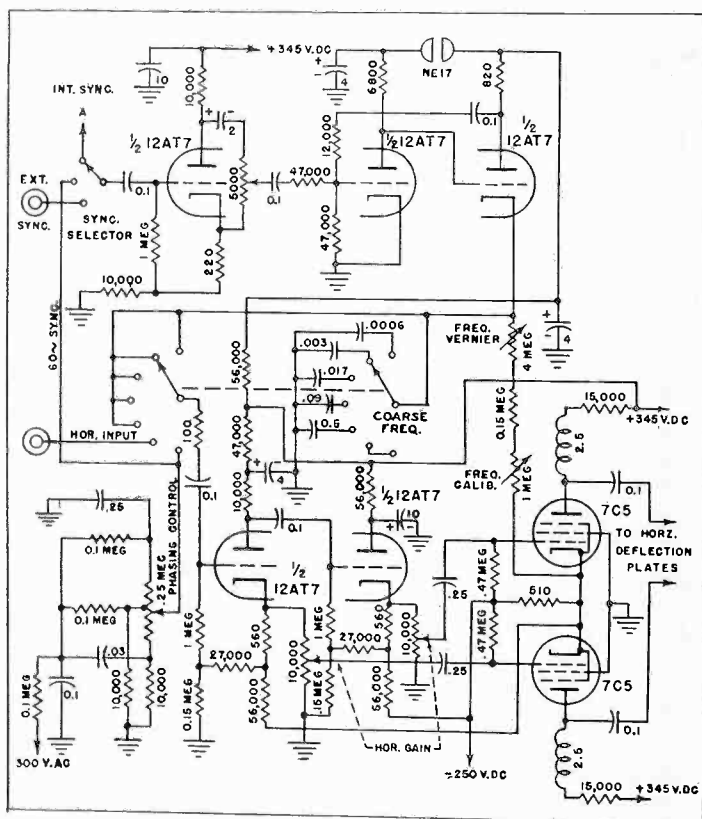 +345 V. DC
NE17
10
10,000
+
-
4
6800
820
INT. SYNC.
A
+ -
2
0.1
1/2 12AT7
12,000
1/2 12AT7
1/2
12AT7
EXT.
SYNC.
0.1
5000
47,000
0.1
SYNC.
SELECTOR
1 MEG
220
47,000
10,000
60~ SYNC.
.0006
.003
.017
.09
0.6
COARSE
FREQ.
FREQ.
VERNIER
4 MEG
+
-
4
56,000
15,000
+345 V. DC
HOR. INPUT
100
47,000
0.15 MEG
2.5
0.1
+
4
10,000
56,000
1/2 12AT7
10
+
FREQ.
CALIB.
1 MEG
7C5
0.1
TO HORZ.
DEFLECTION
PLATES
.25
0.1 MEG
.25 MEG
PHASING CONTROL
0.1
1/2
12AT7
.25
.47 MEG
510
0.1 MEG
1 MEG
560
1 MEG
560
10,000
.47 MEG
.03
27,000
10,000
27,000
.25
7C5
0.1 MEG
0.1
10,000
10,000
0.15 MEG
56,000
.15 MEG
56,000
0.1
HOR. GAIN
300 V. AC
-250 V. DC
2.5
15,000
+345 V. DC